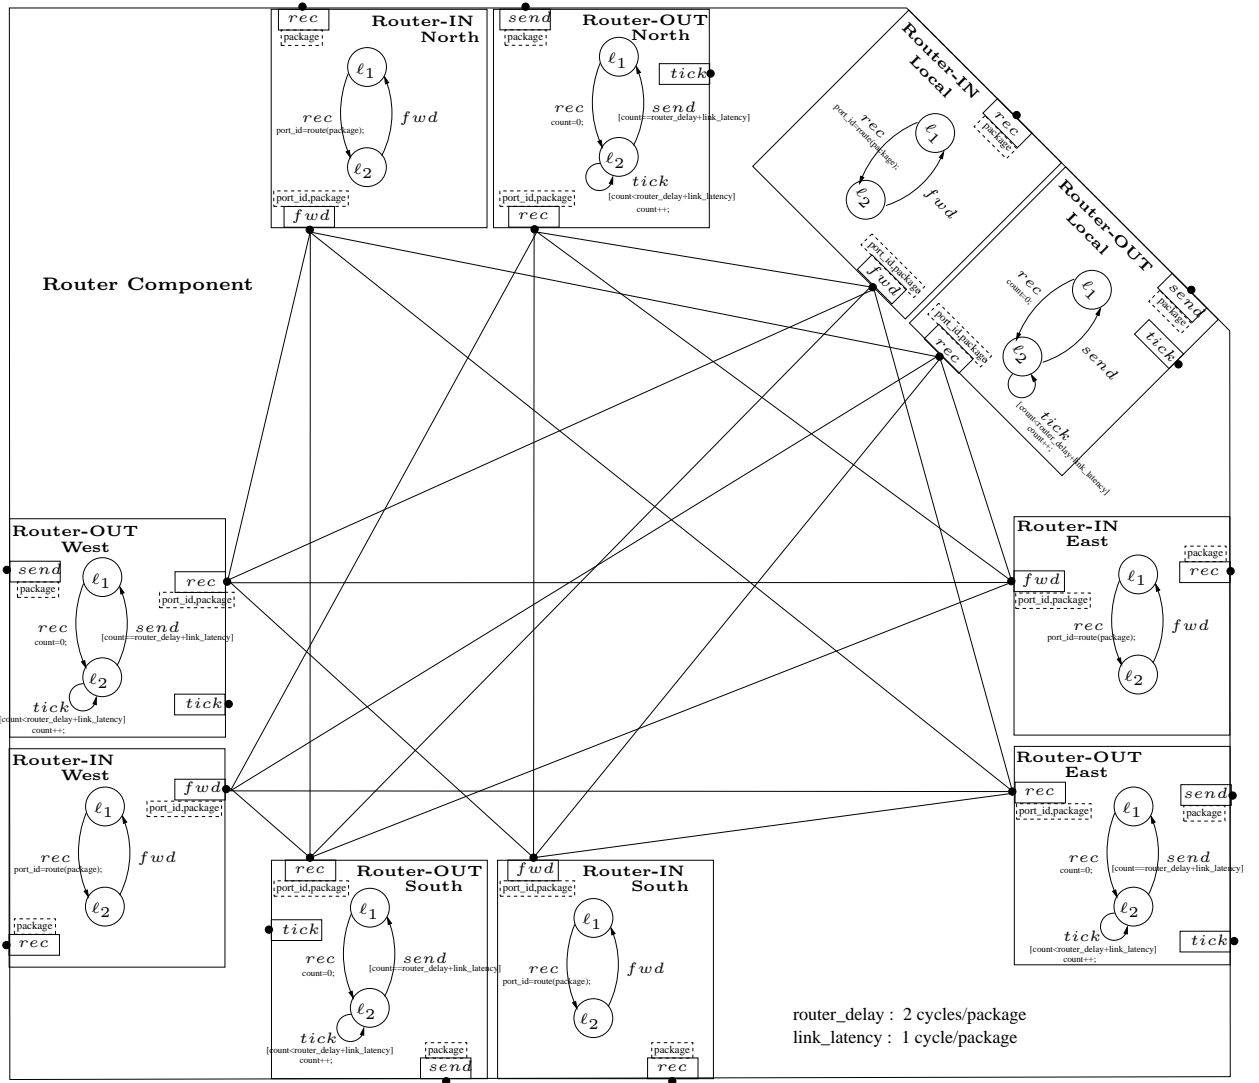 rec
package
Router-IN
North
ℓ1
rec
port_id=route(package);
fwd
ℓ2
port_id,package
fwd
send
package
Router-OUT
North
tick
ℓ1
rec
count=0;
send
[count==router_delay+link_latency]
ℓ2
tick
[count<router_delay+link_latency]
count++;
port_id,package
rec
Router-IN
Local
rec
package
ℓ1
rec
port_id=route(package);
ℓ2
fwd
port_id,package
fwd
Router-OUT
Local
send
package
tick
ℓ1
rec
count=0;
ℓ2
send
tick
[count<router_delay+link_latency]
count++;
port_id,package
rec
Router Component
Router-OUT
West
send
package
ℓ1
rec
port_id,package
rec
count=0;
send
[count==router_delay+link_latency]
ℓ2
tick
[count<router_delay+link_latency]
count++;
tick
Router-IN
East
package
rec
fwd
port_id,package
ℓ1
rec
port_id=route(package);
fwd
ℓ2
Router-IN
West
fwd
port_id,package
ℓ1
rec
port_id=route(package);
fwd
ℓ2
package
rec
Router-OUT
East
rec
port_id,package
send
package
ℓ1
rec
count=0;
send
[count==router_delay+link_latency]
ℓ2
tick
[count<router_delay+link_latency]
count++;
tick
rec
port_id,package
Router-OUT
South
tick
ℓ1
rec
count=0;
send
[count==router_delay+link_latency]
ℓ2
tick
[count<router_delay+link_latency]
count++;
package
send
fwd
port_id,package
Router-IN
South
ℓ1
rec
port_id=route(package);
fwd
ℓ2
package
rec
router_delay : 2 cycles/package
link_latency : 1 cycle/package